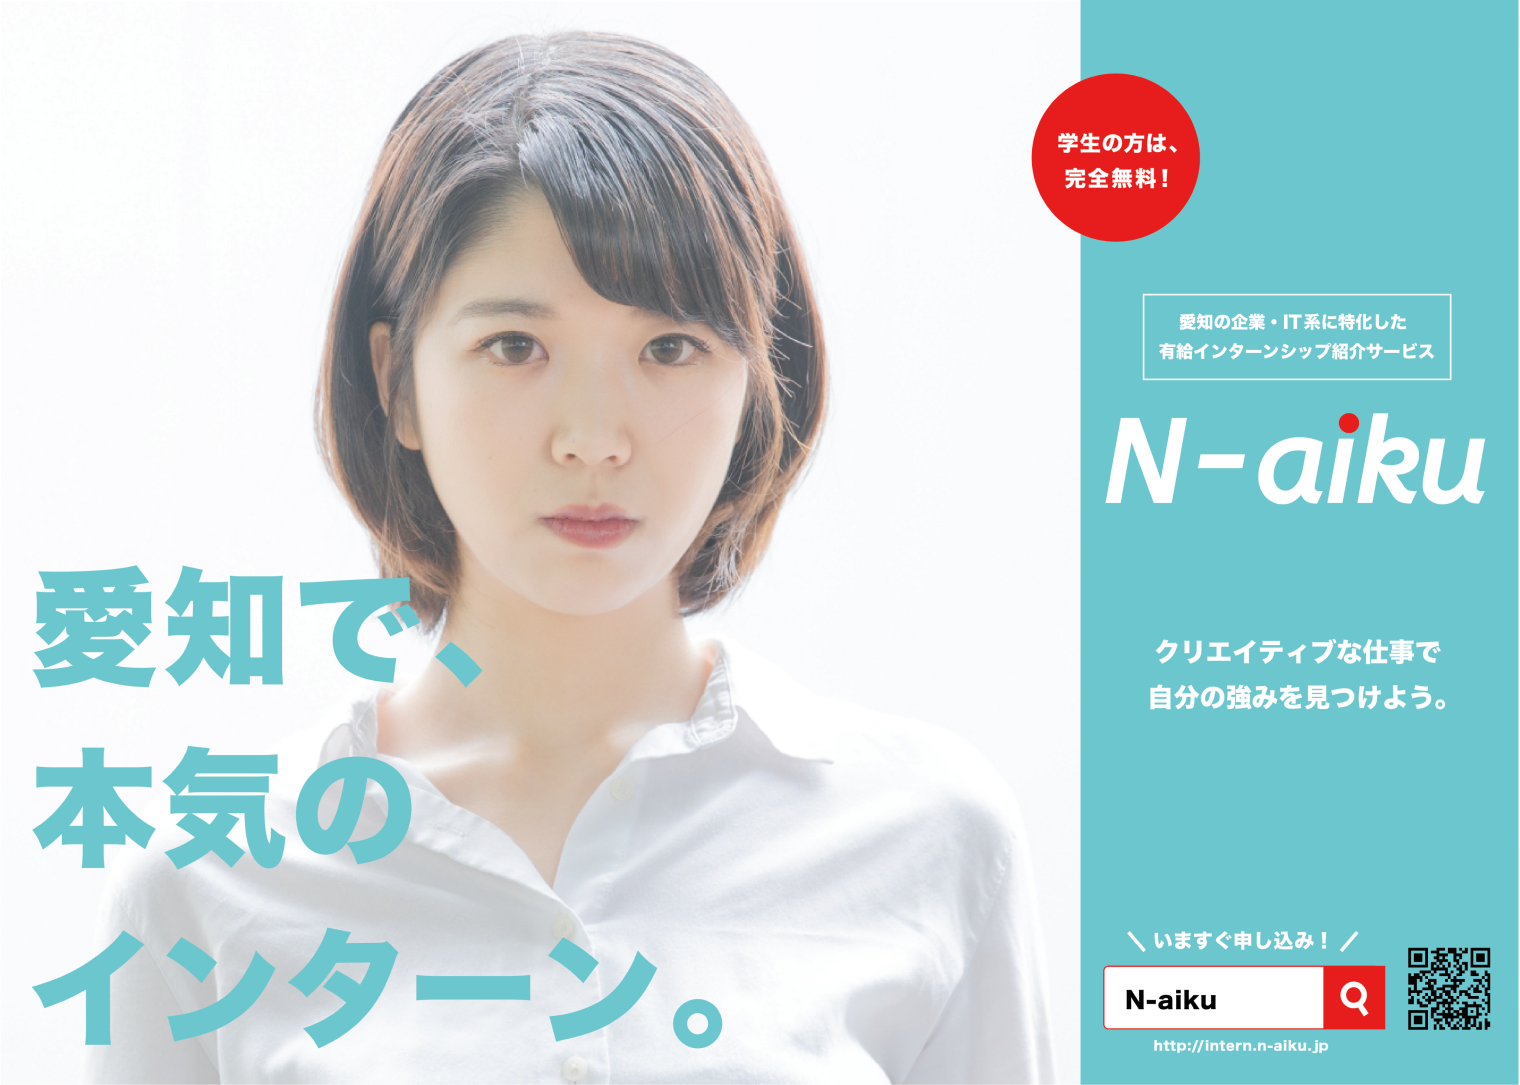 愛知で、
本気の
インターン。
学生の方は、
完全無料！
愛知の企業・IT系に特化した
有給インターンシップ紹介サービス
N-aiku
クリエイティブな仕事で
自分の強みを見つけよう。
＼ いますぐ申し込み！ ／
N-aiku
http://intern.n-aiku.jp